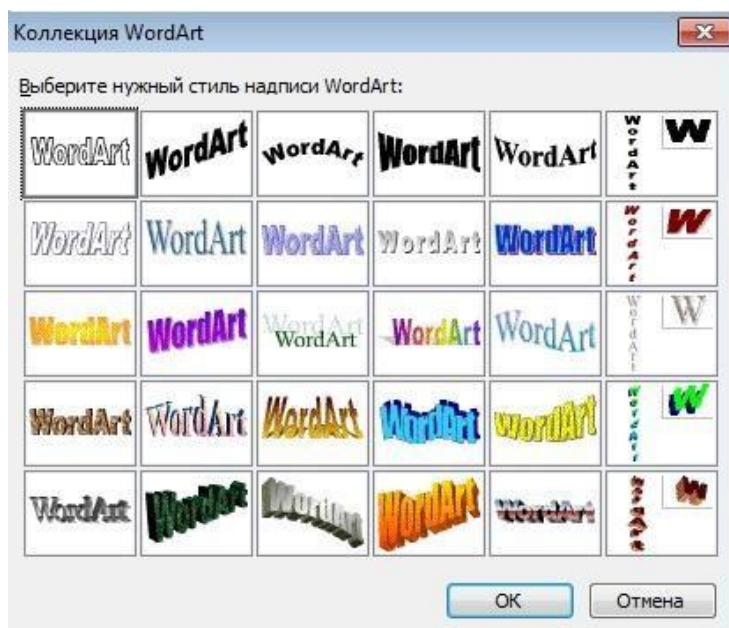 Коллекция WordArt
Выберите нужный стиль надписи WordArt:
WordArt WordArt WordArt WordArt WordArt WordArt W
WordArt WordArt WordArt WordArt WordArt WordArt W
WordArt WordArt WordArt WordArt WordArt WordArt WordArt W
WordArt WordArt WordArt WordArt WordArt WordArt W
WordArt WordArt WordArt WordArt WordArt WordArt W
OK Отмена